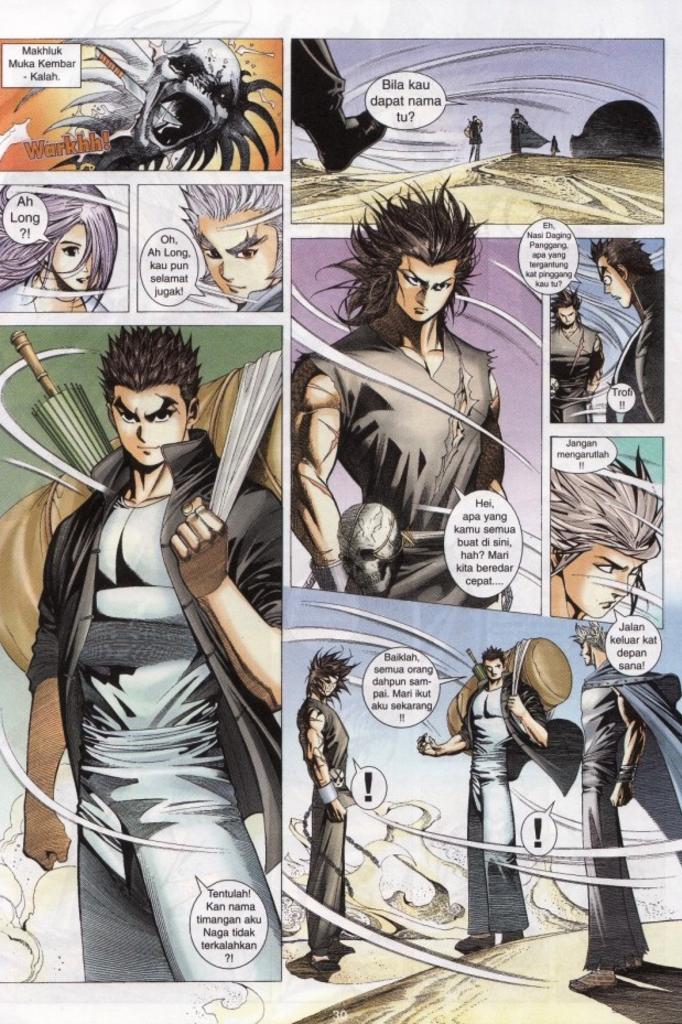 Makhluk
Muka Kembar
- Kalah.
Warkhh!
Bila kau
dapat nama
tu?
Ah
Long
?!
Oh,
Ah Long,
kau pun
selamat
jugak!
Hei,
apa yang
kamu semua
buat di sini,
hah? Mari
kita beredar
cepat....
Eh,
Nasi Daging
Panggang,
apa yang
tergantung
kat pinggang
kau tu?
Trofi
!!
Jangan
mengarutlah
!!
Tentulah!
Kan nama
timangan aku
Naga tidak
terkalahkan
?!
Baiklah,
semua orang
dahpun sam-
pai. Mari ikut
aku sekarang
!!
Jalan
keluar kat
depan
sana!
!
!
30